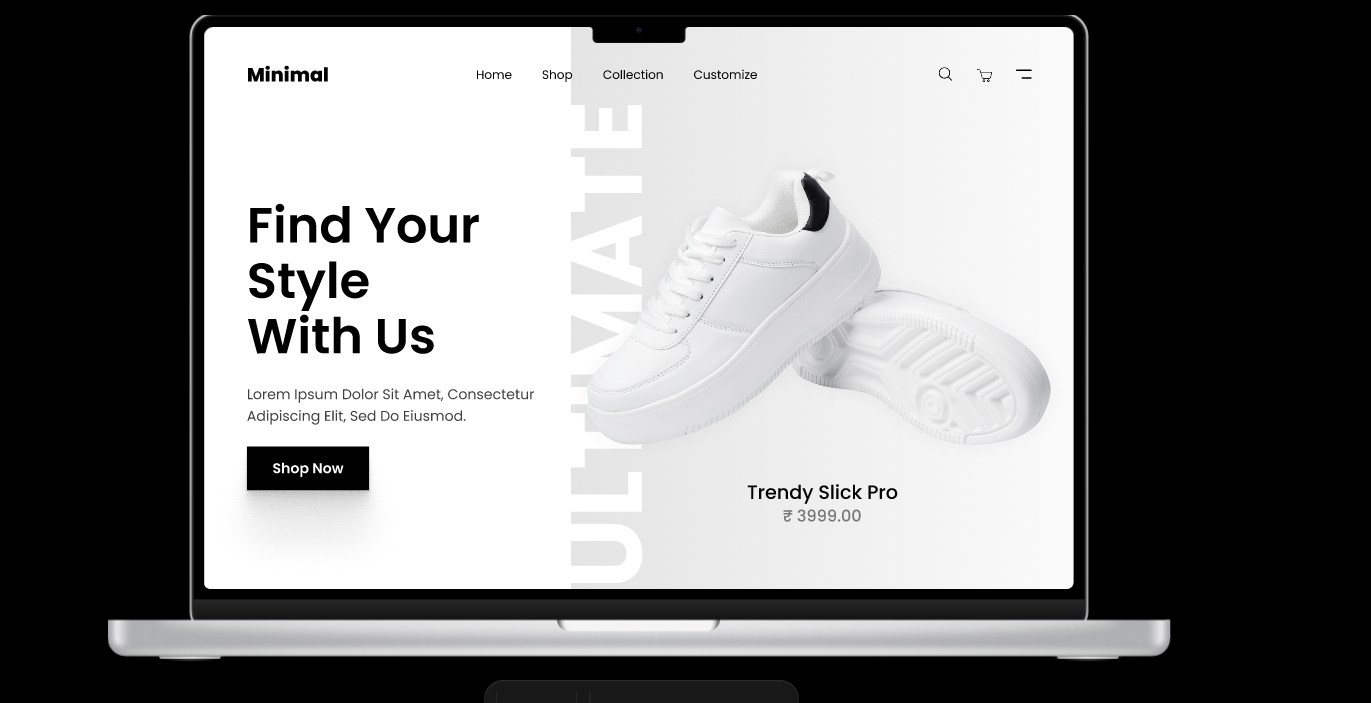 Minimal
Home Shop Collection Customize
Find Your
Style
With Us
Lorem Ipsum Dolor Sit Amet, Consectetur
Adipiscing Elit, Sed Do Eiusmod.
Shop Now
ULTIMATE
Trendy Slick Pro
₹ 3999.00